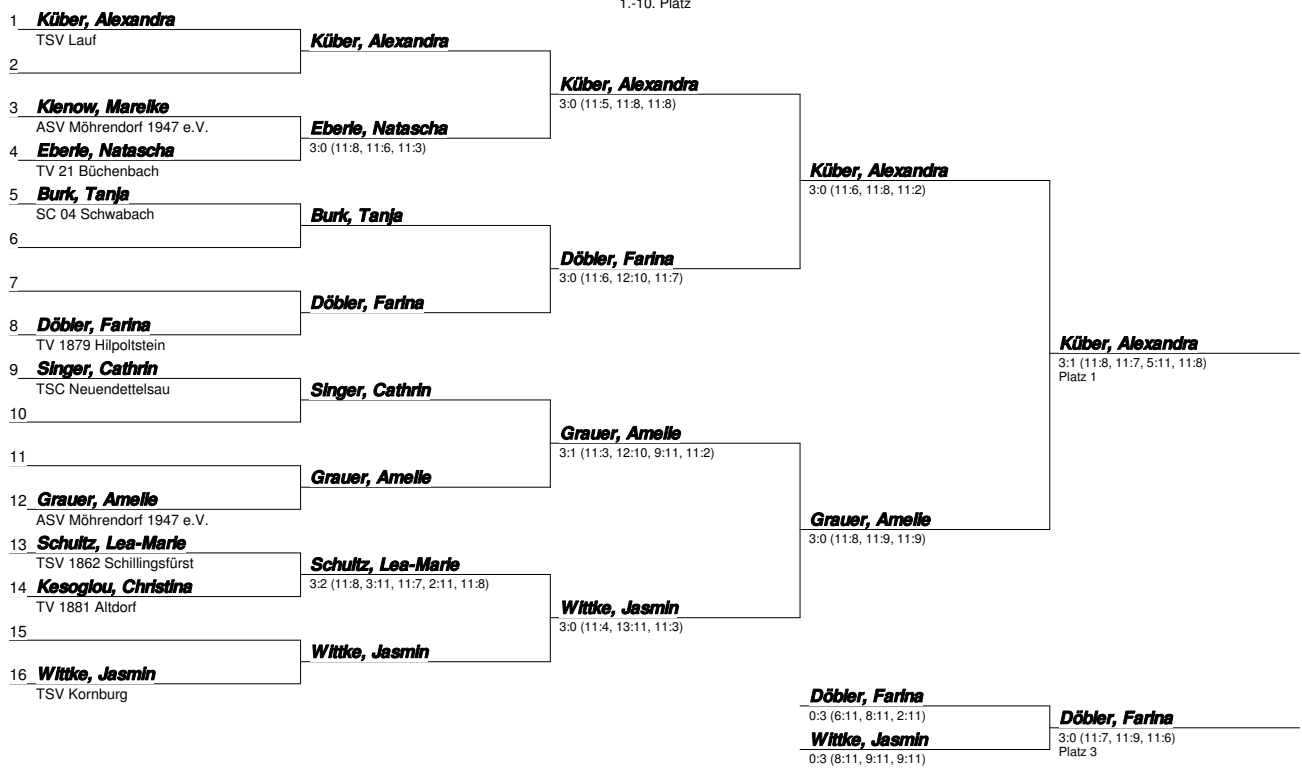 1.-10. Platz
1 Küber, Alexandra
TSV Lauf
2
3 Kienow, Mareike
ASV Möhrendorf 1947 e.V.
4 Eberle, Natascha
TV 21 Büchenbach
5 Burk, Tanja
SC 04 Schwabach
6
7
8 Döbler, Farina
TV 1879 Hilpoltstein
9 Singer, Cathrin
TSC Neuendettelsau
10
11
12 Grauer, Amelie
ASV Möhrendorf 1947 e.V.
13 Schultz, Lea-Marie
TSV 1862 Schillingsfürst
14 Kesoglou, Christina
TV 1881 Altdorf
15
16 Wittke, Jasmin
TSV Kornburg
Küber, Alexandra
Eberle, Natascha
3:0 (11:8, 11:6, 11:3)
Burk, Tanja
Döbler, Farina
Singer, Cathrin
Grauer, Amelie
Schultz, Lea-Marie
3:2 (11:8, 3:11, 11:7, 2:11, 11:8)
Wittke, Jasmin
Küber, Alexandra
3:0 (11:5, 11:8, 11:8)
Döbler, Farina
3:0 (11:6, 12:10, 11:7)
Grauer, Amelie
3:1 (11:3, 12:10, 9:11, 11:2)
Wittke, Jasmin
3:0 (11:4, 13:11, 11:3)
Küber, Alexandra
3:0 (11:6, 11:8, 11:2)
Grauer, Amelie
3:0 (11:8, 11:9, 11:9)
Küber, Alexandra
3:1 (11:8, 11:7, 5:11, 11:8)
Platz 1
Döbler, Farina
0:3 (6:11, 8:11, 2:11)
Wittke, Jasmin
0:3 (8:11, 9:11, 9:11)
Döbler, Farina
3:0 (11:7, 11:9, 11:6)
Platz 3